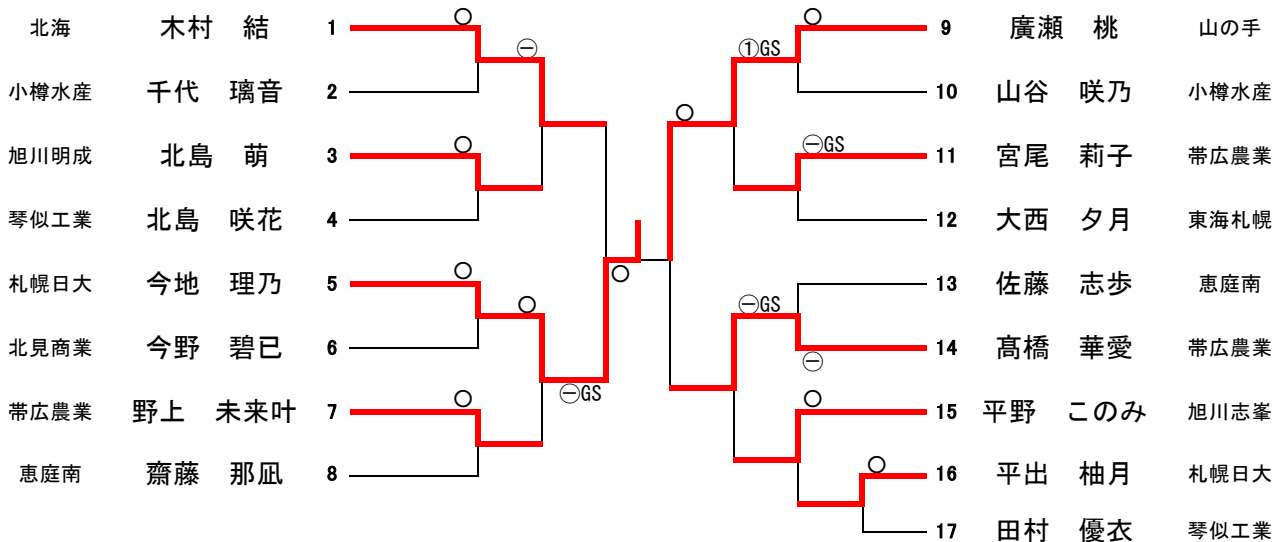 北海 木村 結 1
小樽水産 千代 璃音 2
旭川明成 北島 萌 3
琴似工業 北島 咲花 4
札幌日大 今地 理乃 5
北見商業 今野 碧已 6
帯広農業 野上 未来叶 7
恵庭南 齋藤 那凪 8
○
○
○
○
㊀
○
㊀GS
○
○
①GS
○
㊀GS
㊀GS
㊀
○
○
9 廣瀬 桃 山の手
10 山谷 咲乃 小樽水産
11 宮尾 莉子 帯広農業
12 大西 夕月 東海札幌
13 佐藤 志歩 恵庭南
14 髙橋 華愛 帯広農業
15 平野 このみ 旭川志峯
16 平出 柚月 札幌日大
17 田村 優衣 琴似工業